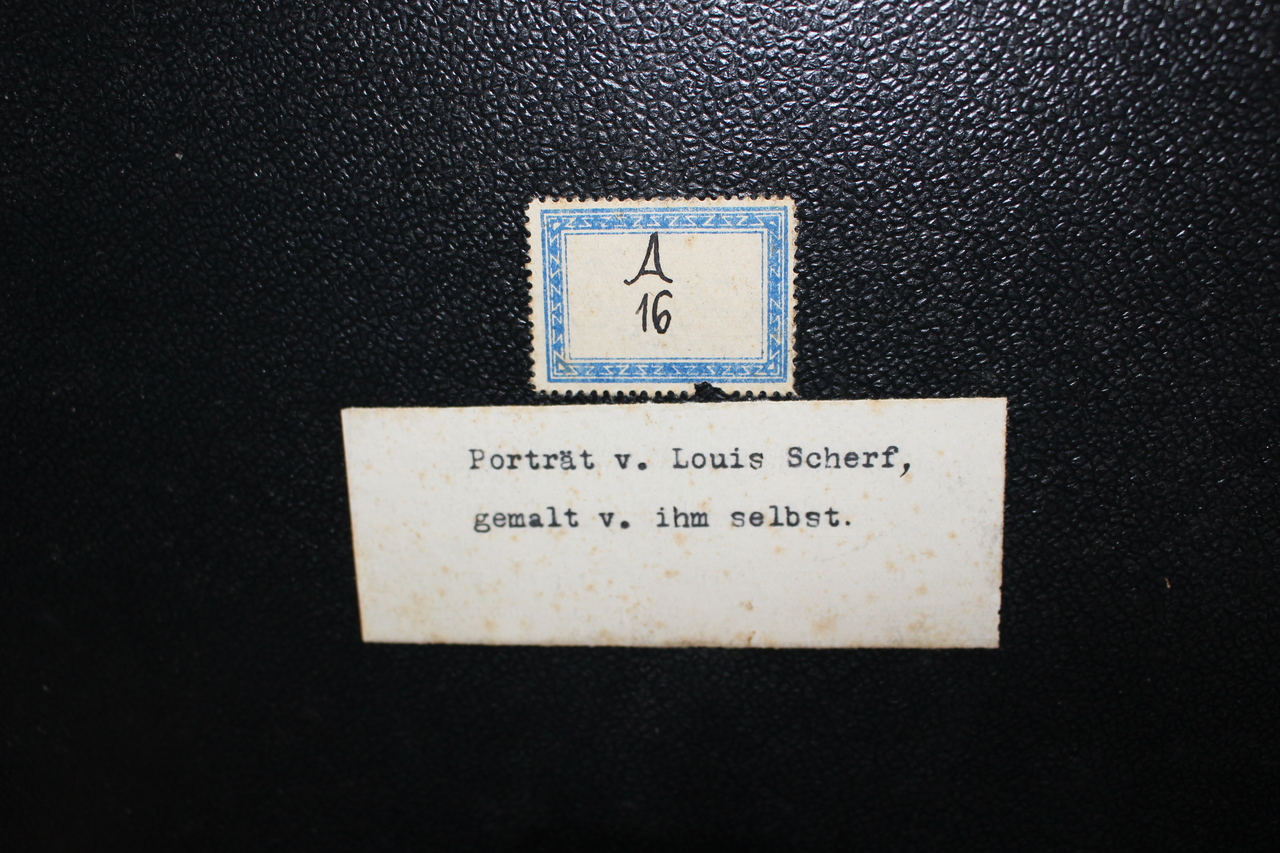 A
16
Porträt v. Louis Scherf,
gemalt v. ihm selbst.